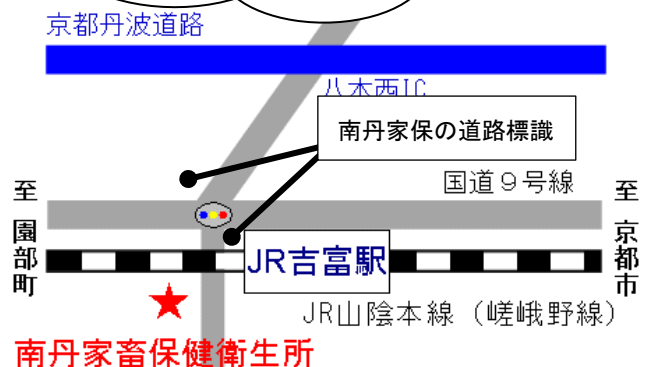 京都丹波道路
八木西IC
南丹家保の道路標識
国道9号線
至園部町
至京都市
JR吉富駅
JR山陰本線（嵯峨野線）
南丹家畜保健衛生所